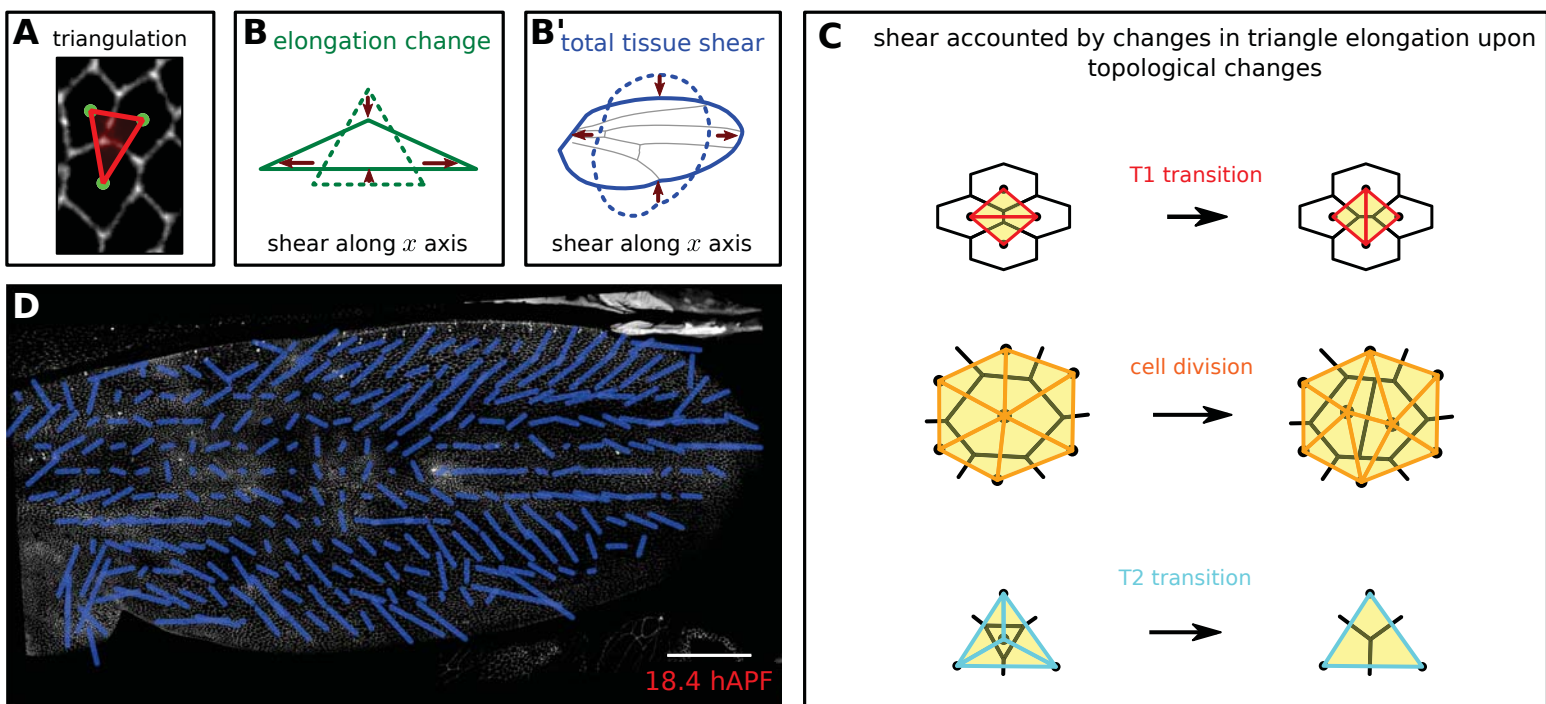 A
triangulation
B
elongation change
shear along x axis
B'
total tissue shear
shear along x axis
C
shear accounted by changes in triangle elongation upon
topological changes
T1 transition
cell division
T2 transition
D
18.4 hAPF